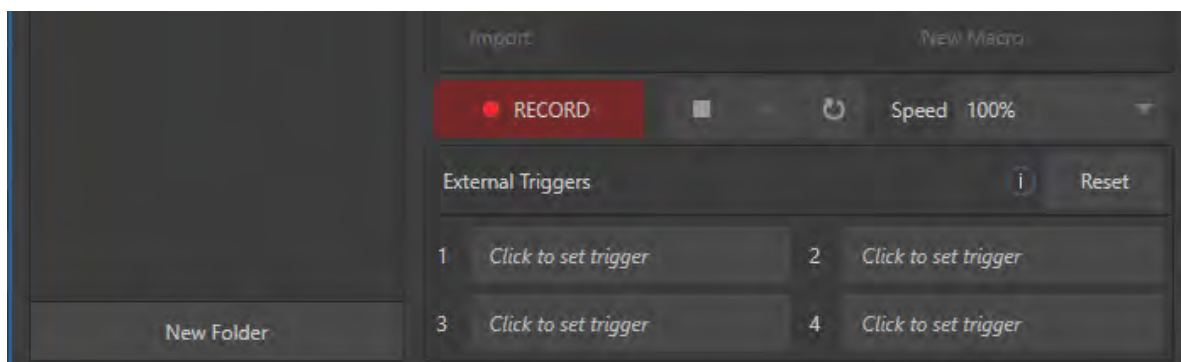 Import New Macro
RECORD Speed 100%
External Triggers i Reset
1 Click to set trigger 2 Click to set trigger
New Folder 3 Click to set trigger 4 Click to set trigger